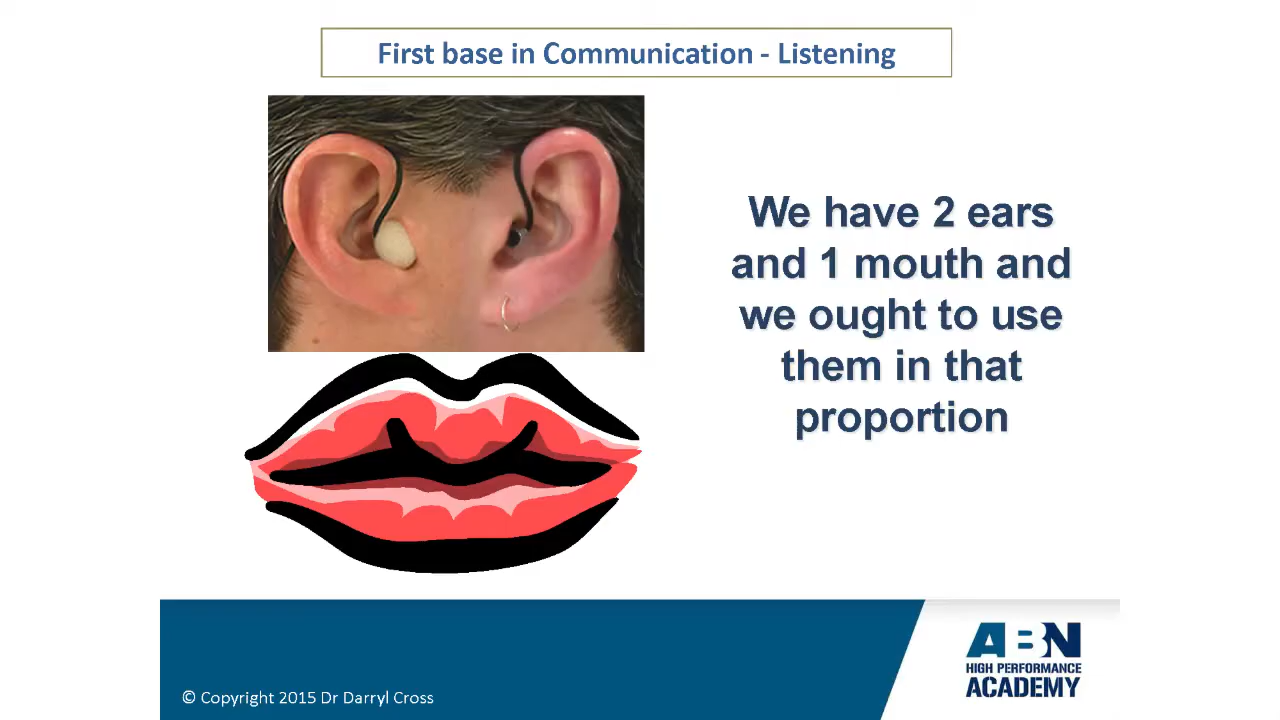 First base in Communication - Listening
We have 2 ears
and 1 mouth and
we ought to use
them in that
proportion
© Copyright 2015 Dr Darryl Cross
ABN
HIGH PERFORMANCE
ACADEMY